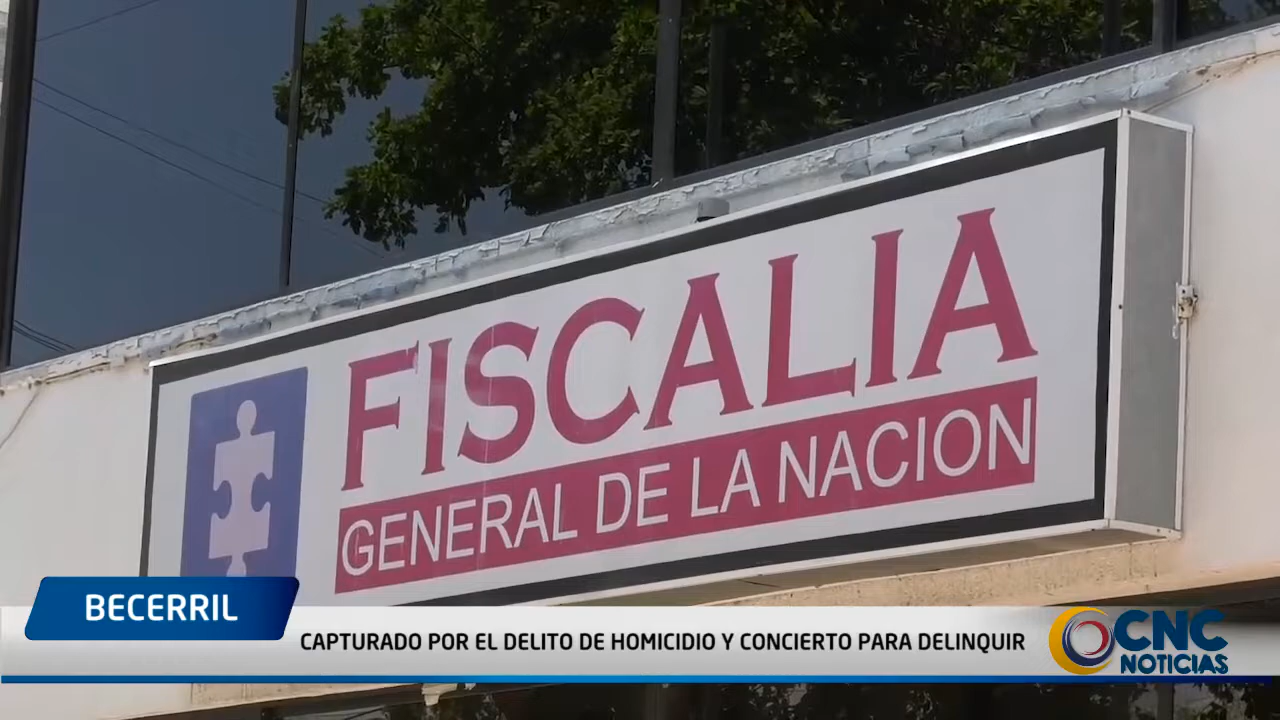 FISCALIA
GENERAL DE LA NACION
BECERRIL
CAPTURADO POR EL DELITO DE HOMICIDIO Y CONCIERTO PARA DELINQUIR
CNC
NOTICIAS